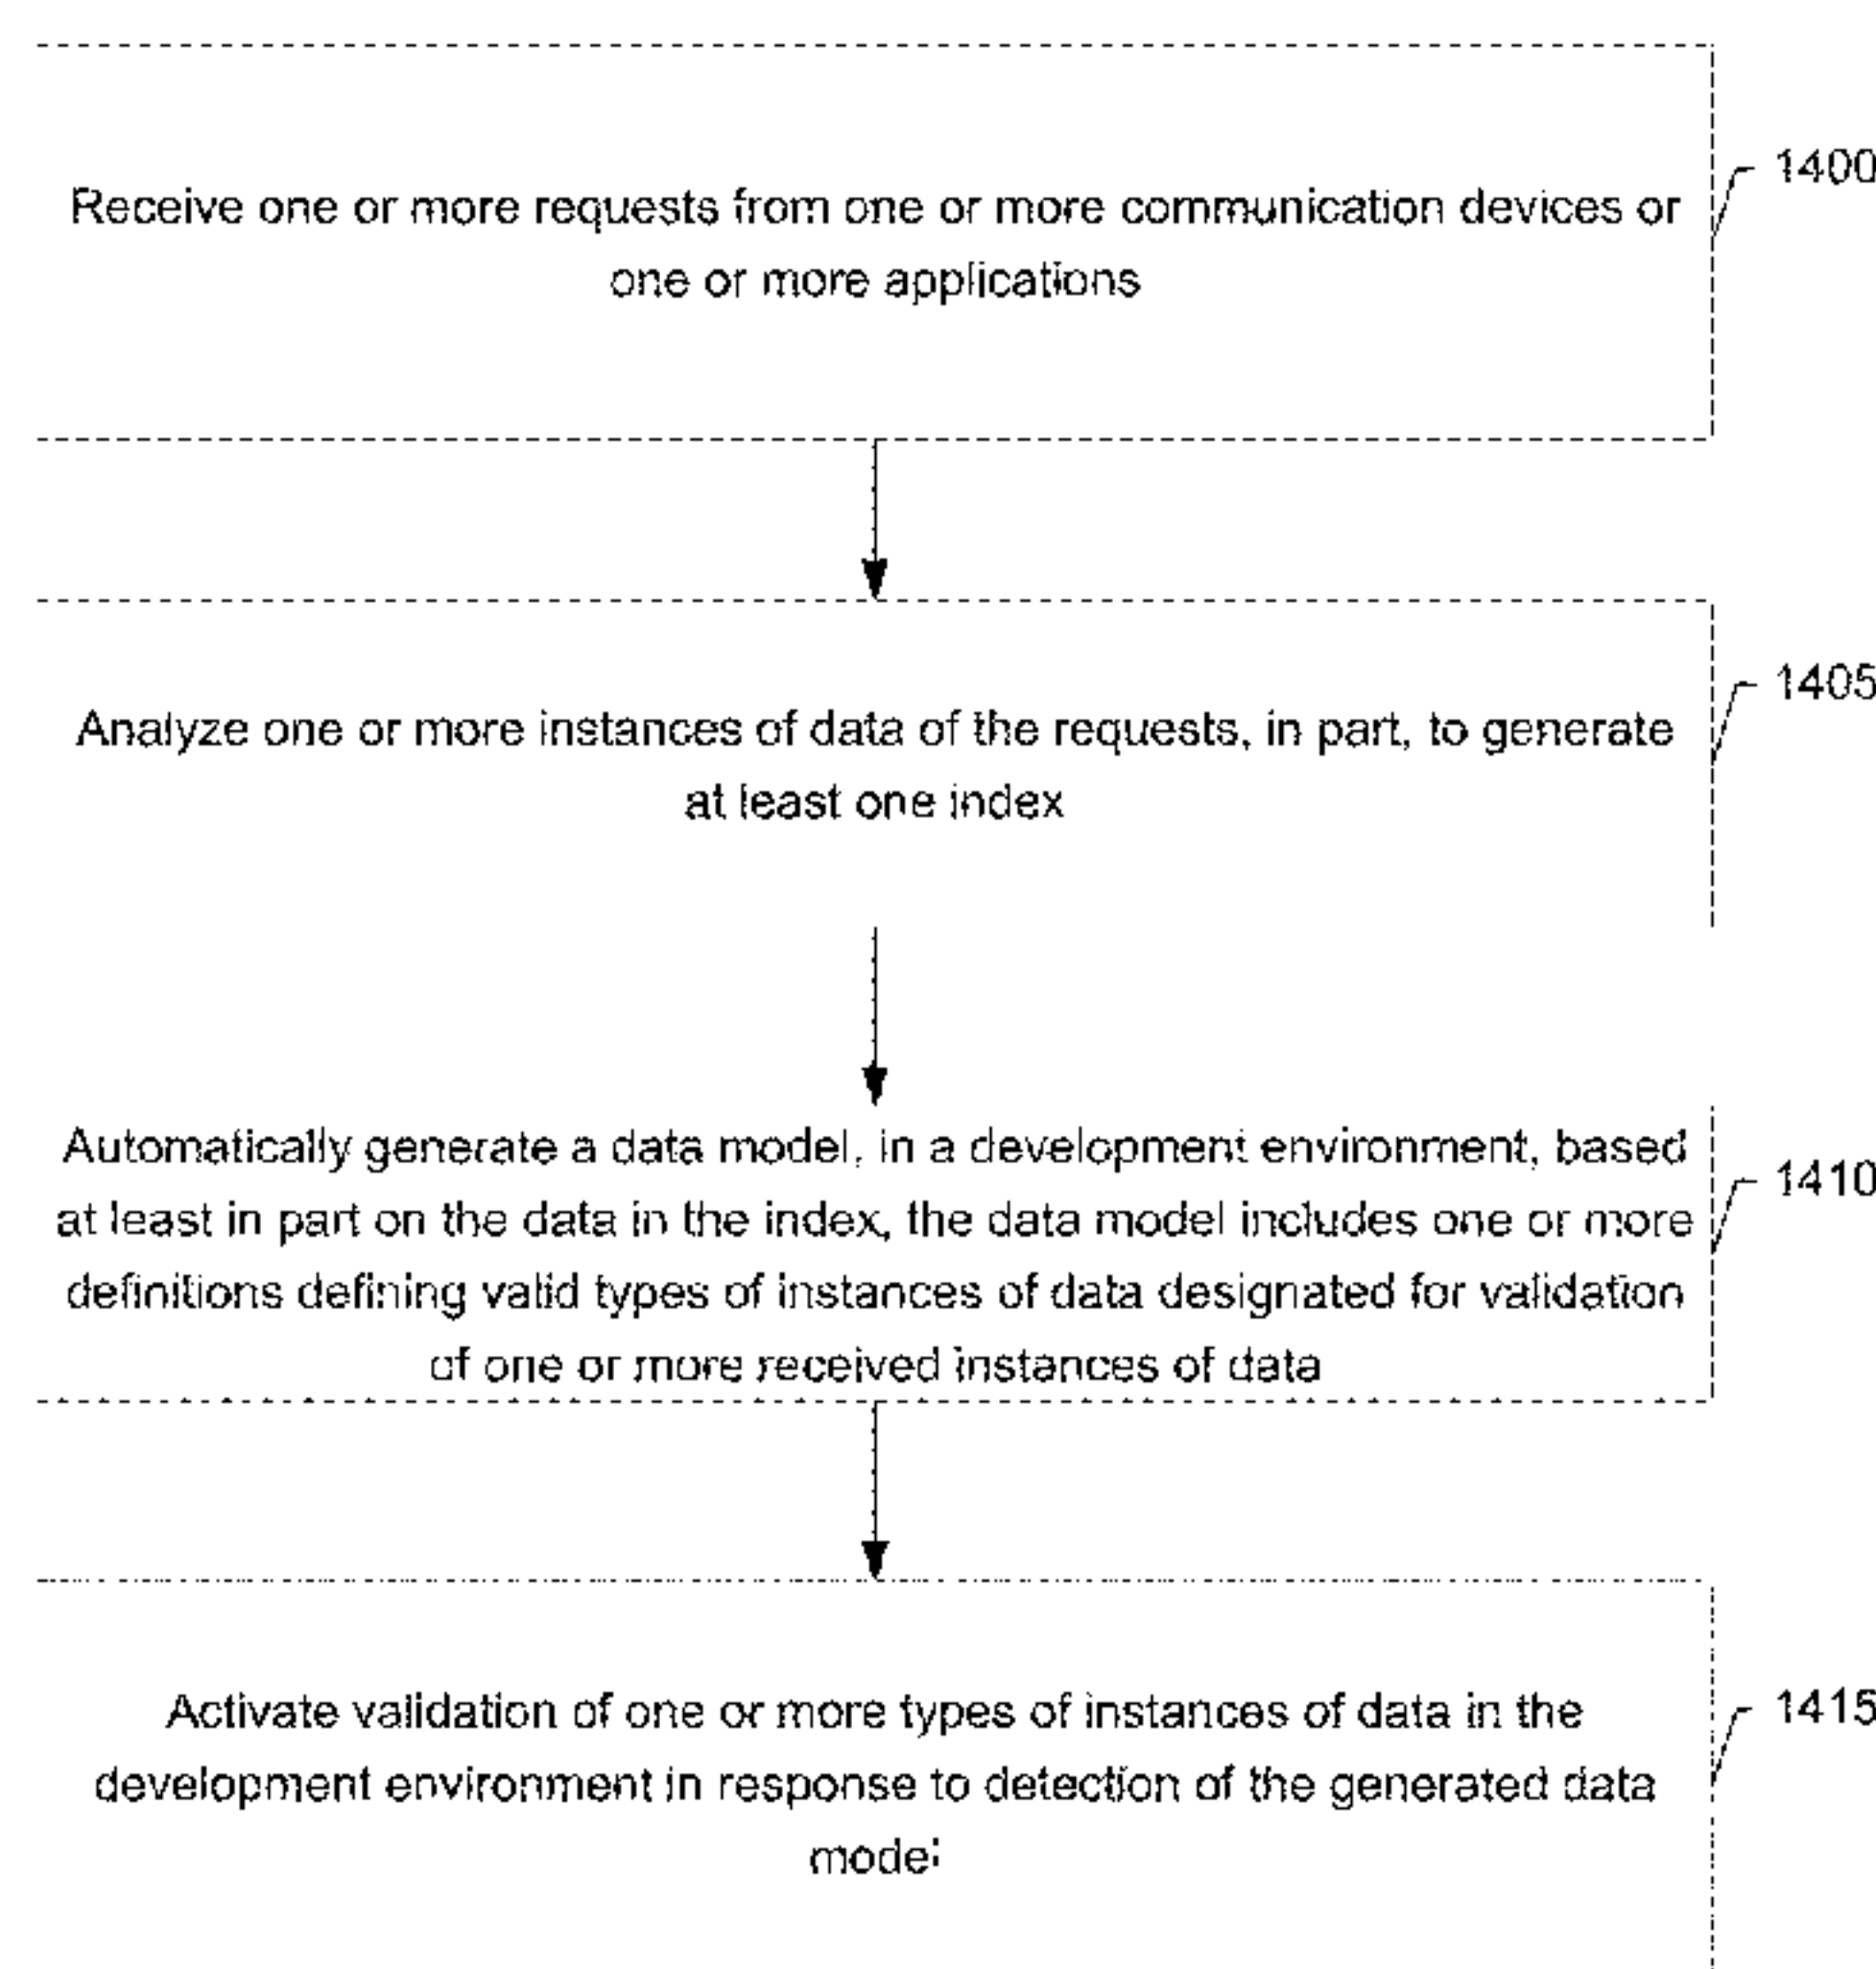 Receive one or more requests from one or more communication devices or
one or more applications
1400
Analyze one or more instances of data of the requests, in part, to generate
at least one index
1405
Automatically generate a data model, in a development environment, based
at least in part on the data in the index, the data model includes one or more
definitions defining valid types of instances of data designated for validation
of one or more received instances of data
1410
Activate validation of one or more types of instances of data in the
development environment in response to detection of the generated data
model
1415